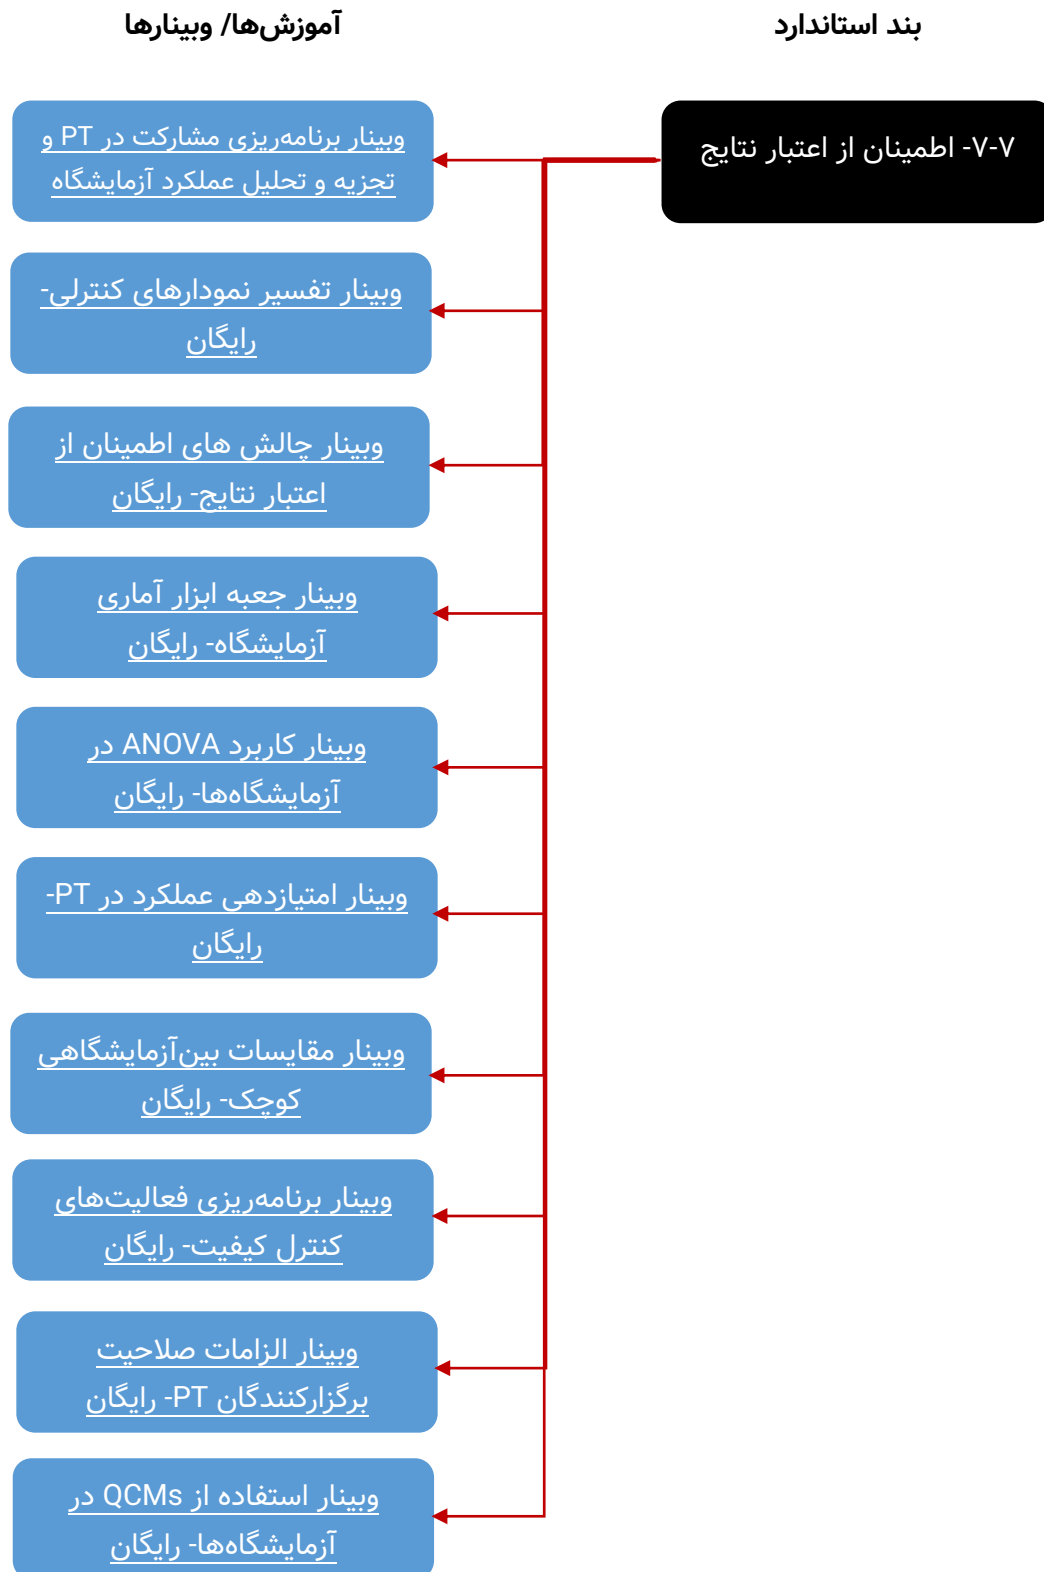 بند استاندارد
آموزش‌ها/ وبینارها
۷-۷- اطمینان از اعتبار نتایج
وبینار برنامه‌ریزی مشارکت در PT و
تجزیه و تحلیل عملکرد آزمایشگاه
وبینار تفسیر نمودارهای کنترلی-
رایگان
وبینار چالش های اطمینان از
اعتبار نتایج- رایگان
وبینار جعبه ابزار آماری
آزمایشگاه- رایگان
وبینار کاربرد ANOVA در
آزمایشگاه‌ها- رایگان
وبینار امتیازدهی عملکرد در PT-
رایگان
وبینار مقایسات بین‌آزمایشگاهی
کوچک- رایگان
وبینار برنامه‌ریزی فعالیت‌های
کنترل کیفیت- رایگان
وبینار الزامات صلاحیت
برگزارکنندگان PT- رایگان
وبینار استفاده از QCMs در
آزمایشگاه‌ها- رایگان